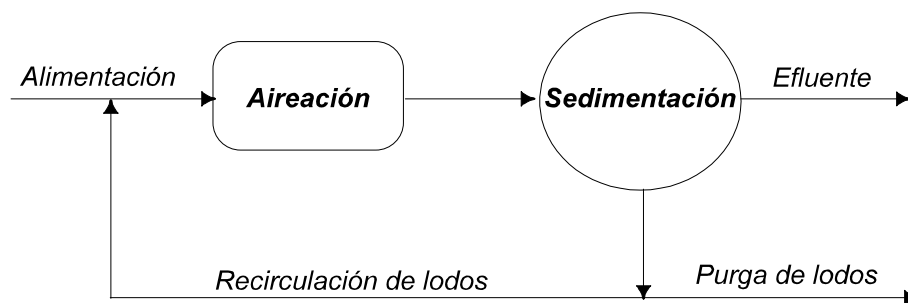 Alimentación
Aireación
Sedimentación
Efluente
Recirculación de lodos
Purga de lodos